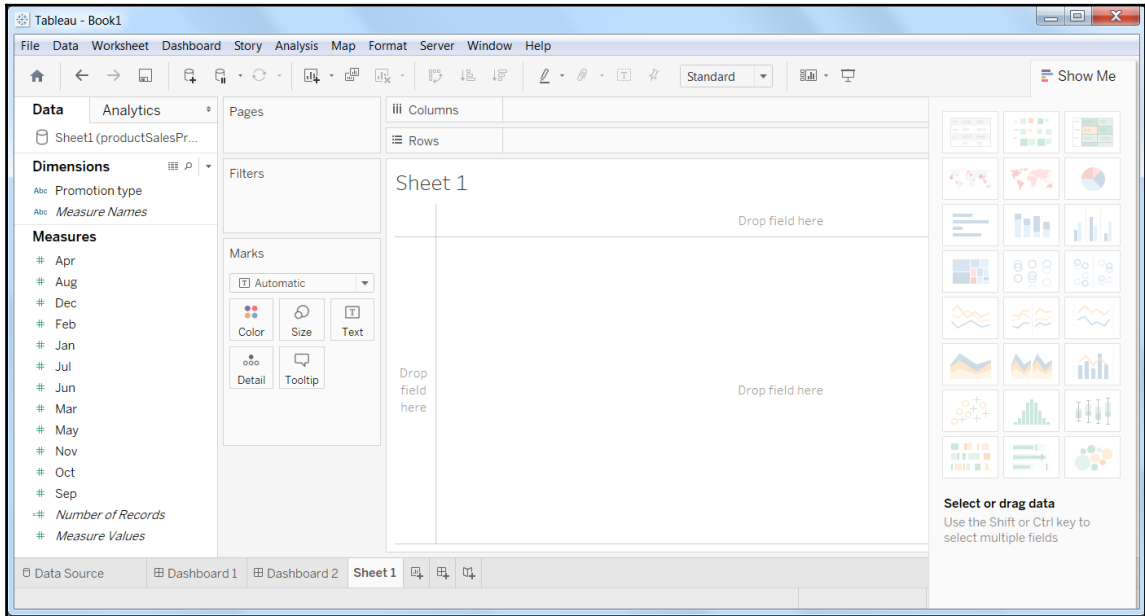 Tableau - Book1
File Data Worksheet Dashboard Story Analysis Map Format Server Window Help
Standard
Show Me
Data Analytics
Sheet1 (productSalesPr...
Dimensions
Abc Promotion type
Abc Measure Names
Measures
# Apr
# Aug
# Dec
# Feb
# Jan
# Jul
# Jun
# Mar
# May
# Nov
# Oct
# Sep
=# Number of Records
# Measure Values
Pages
Filters
Marks
T Automatic
Color Size Text
Detail Tooltip
iii Columns
Rows
Sheet 1
Drop field here
Drop
field
here
Drop field here
Select or drag data
Use the Shift or Ctrl key to
select multiple fields
Data Source Dashboard 1 Dashboard 2 Sheet 1